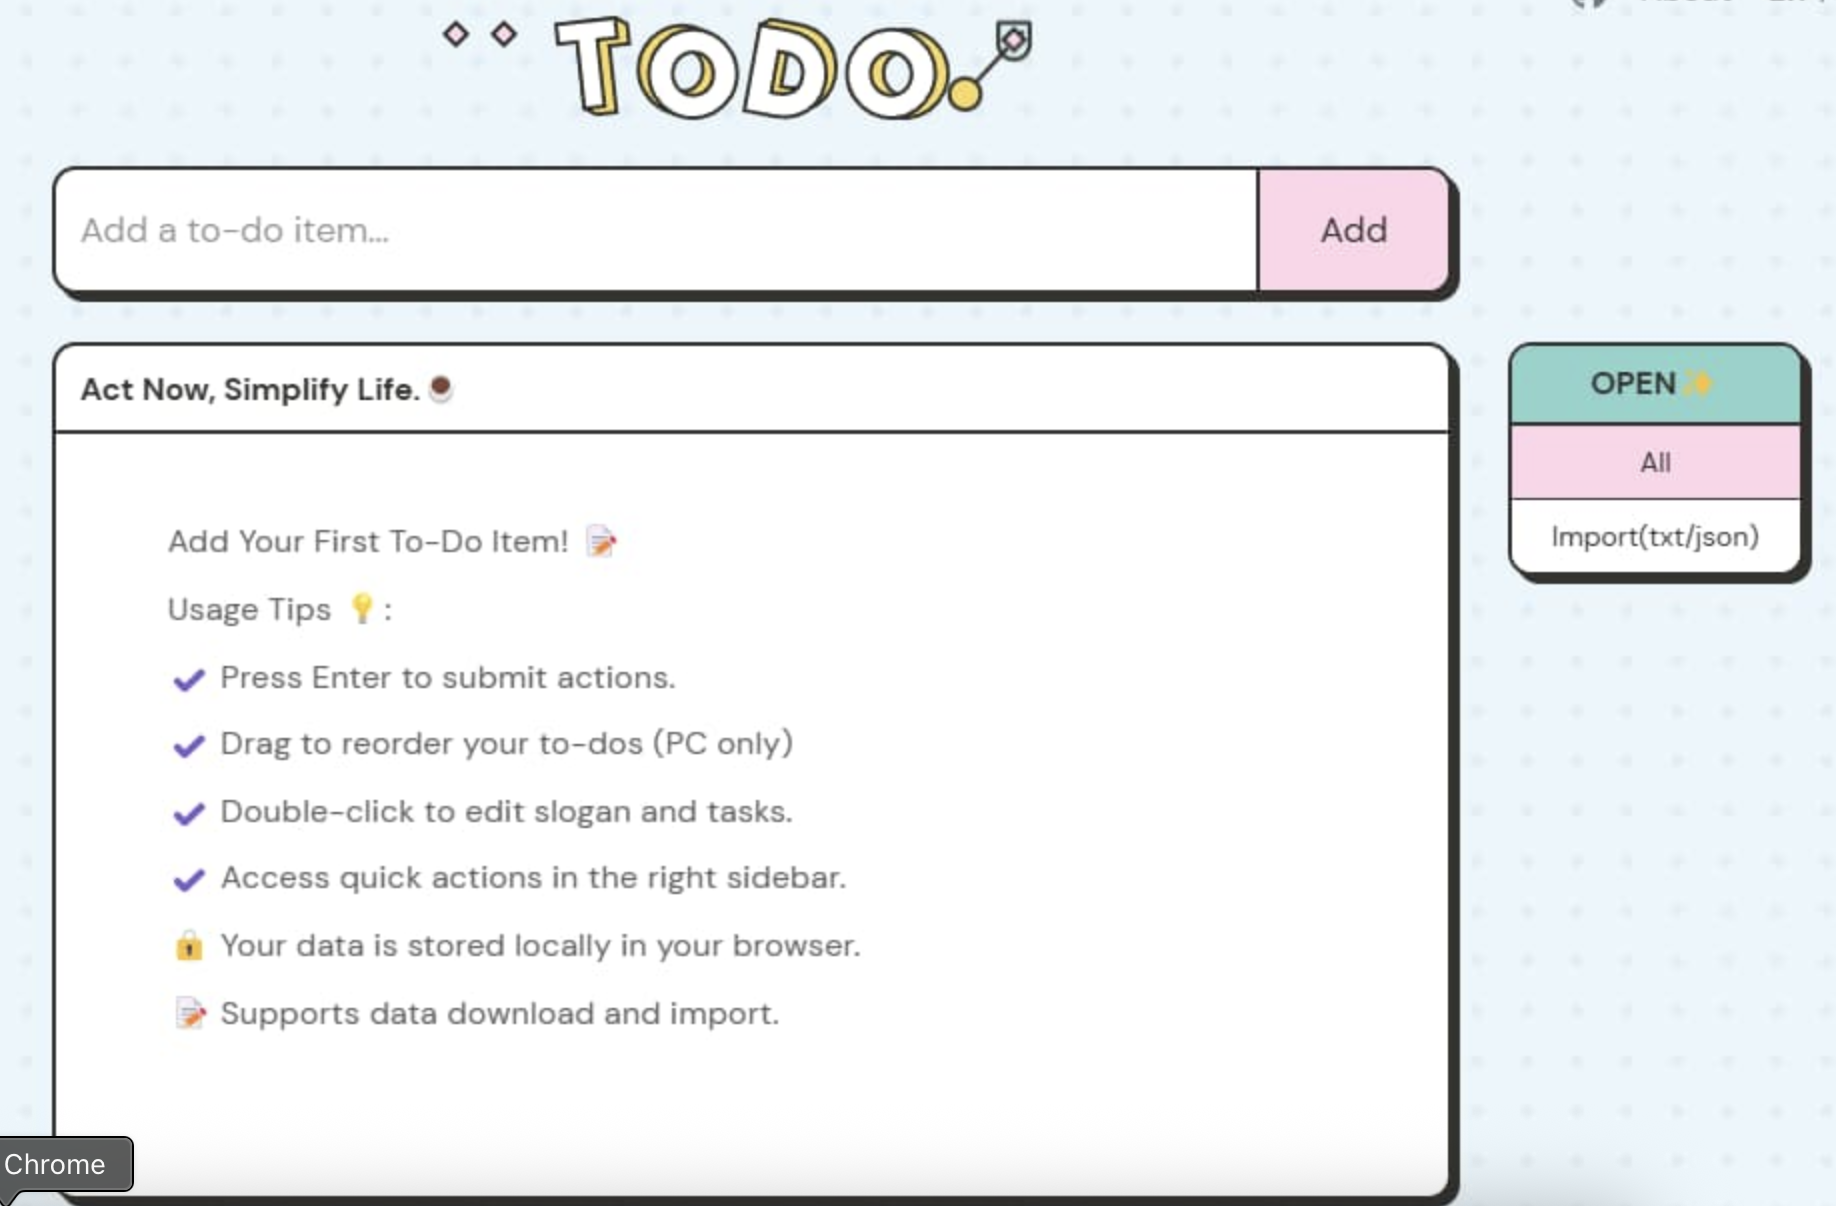 TODO
Add a to-do item...
Add
Act Now, Simplify Life. ☕
OPEN✨
All
Import(txt/json)
Add Your First To-Do Item! 📝
Usage Tips 💡:
✔ Press Enter to submit actions.
✔ Drag to reorder your to-dos (PC only)
✔ Double-click to edit slogan and tasks.
✔ Access quick actions in the right sidebar.
🔒 Your data is stored locally in your browser.
📝 Supports data download and import.
Chrome